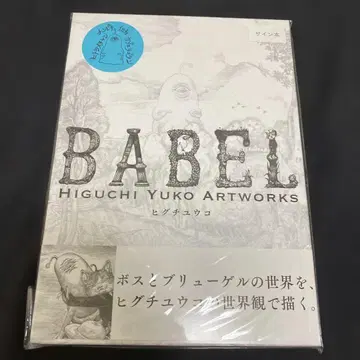 サイン本
BABEL
HIGUCHI YUKO ARTWORKS
ヒグチユウコ
ボスとブリューゲルの世界を、
ヒグチユウコの世界観で描く。